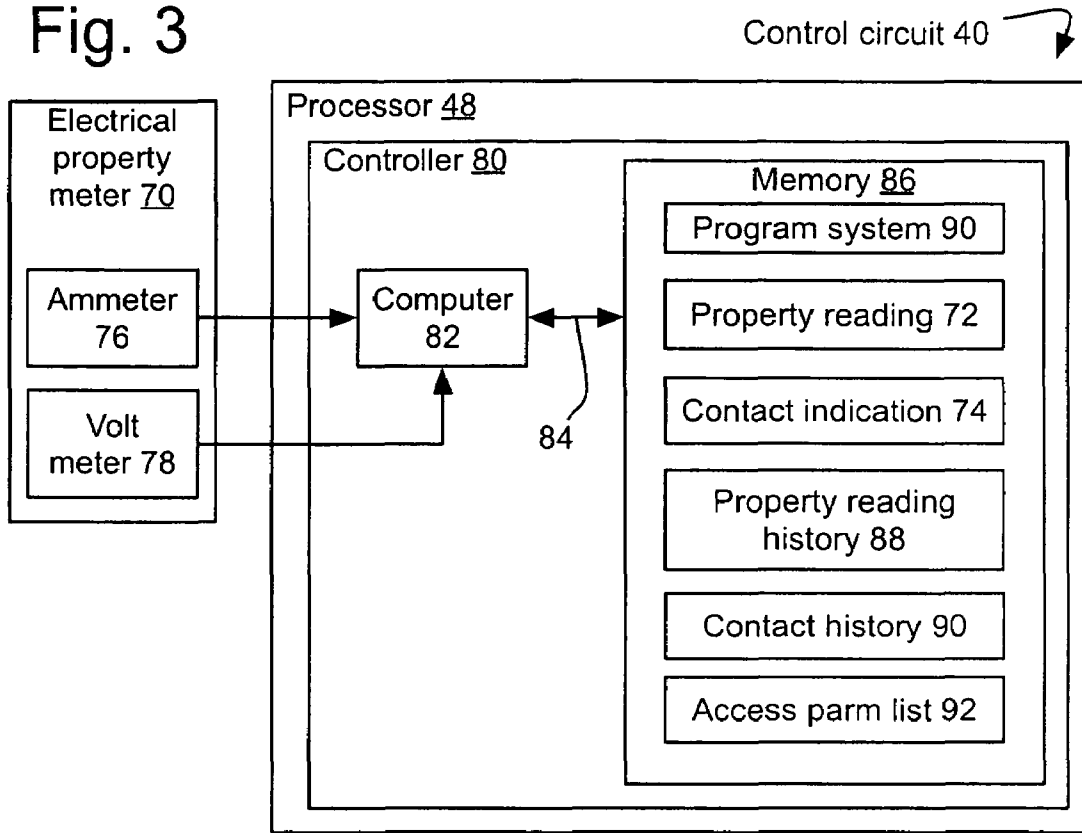 Fig. 3
Control circuit 40
Electrical
property
meter 70
Ammeter
76
Volt
meter 78
Processor 48
Controller 80
Computer
82
84
Memory 86
Program system 90
Property reading 72
Contact indication 74
Property reading
history 88
Contact history 90
Access parm list 92